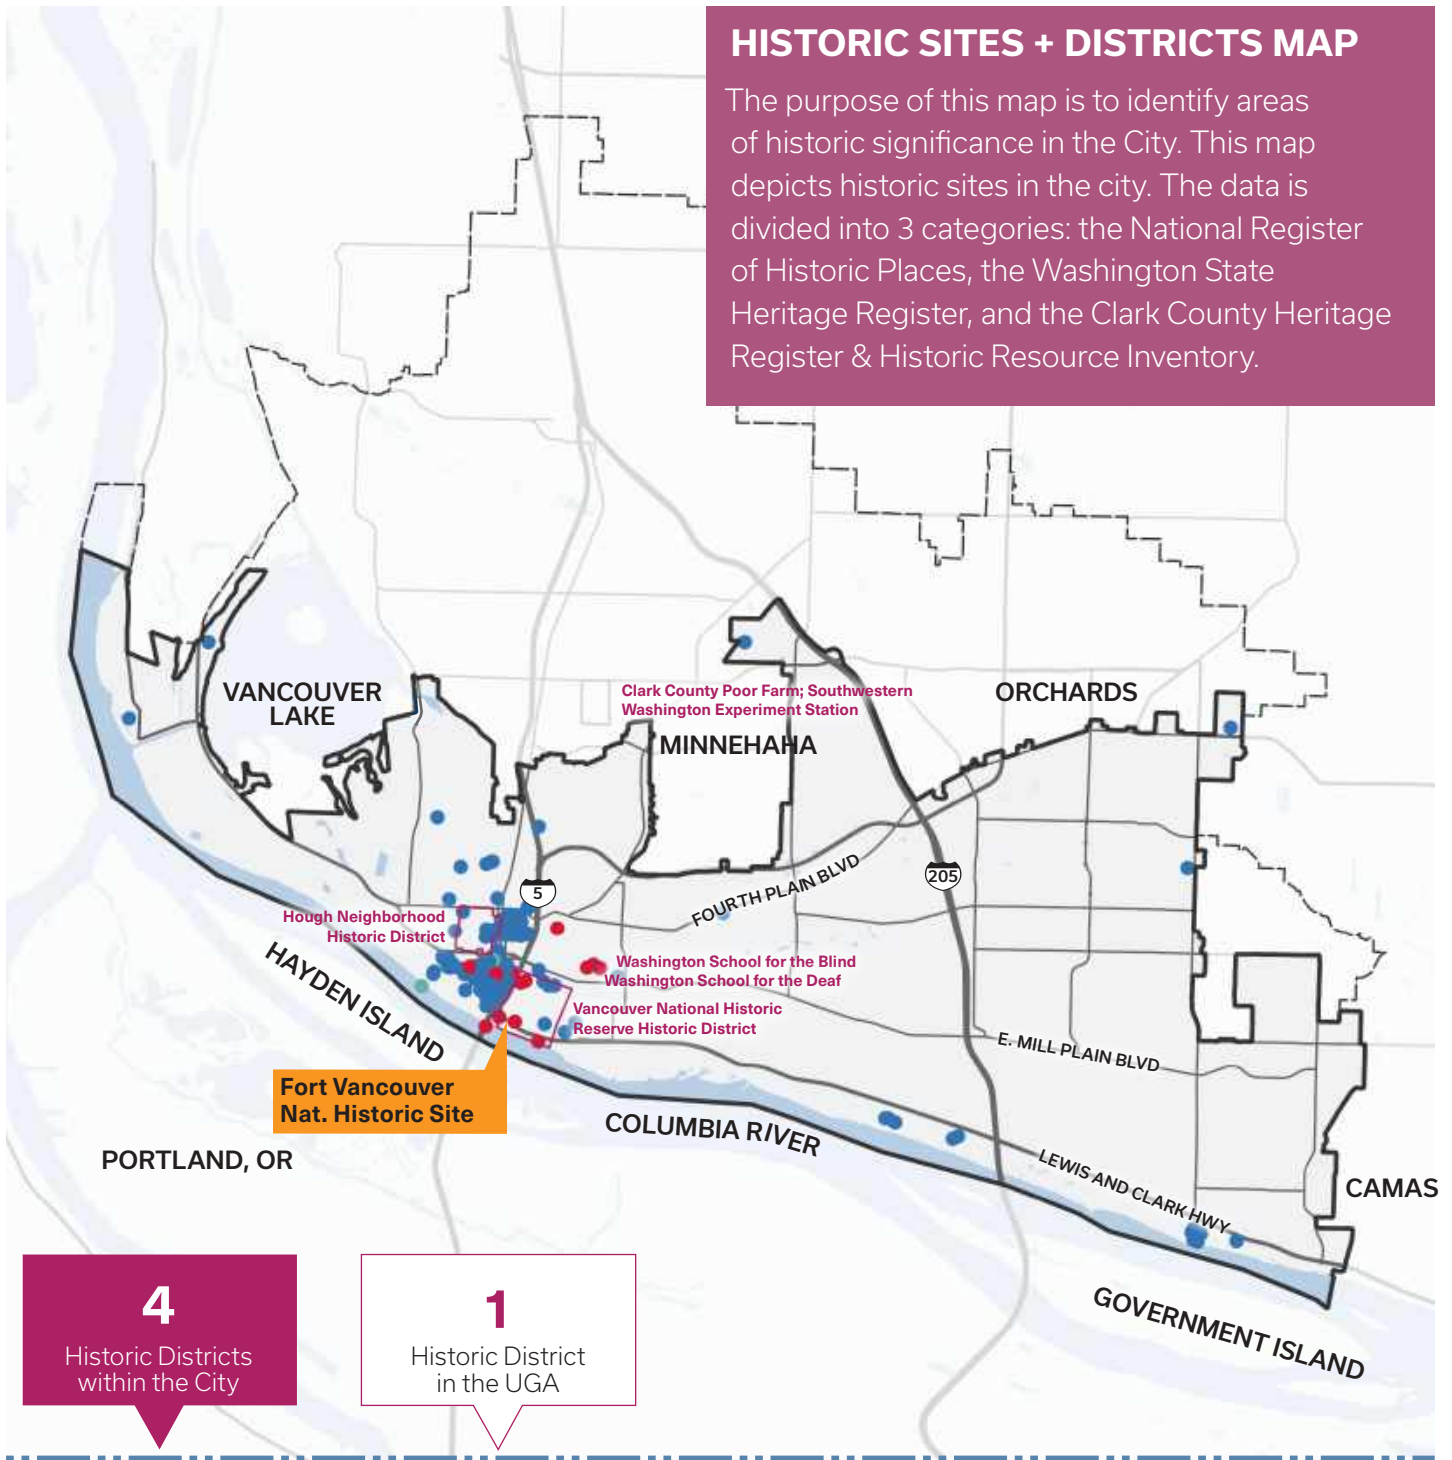 HISTORIC SITES + DISTRICTS MAP
The purpose of this map is to identify areas
of historic significance in the City. This map
depicts historic sites in the city. The data is
divided into 3 categories: the National Register
of Historic Places, the Washington State
Heritage Register, and the Clark County Heritage
Register & Historic Resource Inventory.
VANCOUVER
LAKE
Clark County Poor Farm; Southwestern
Washington Experiment Station
MINNEHAHA
ORCHARDS
FOURTH PLAIN BLVD
205
5
Hough Neighborhood
Historic District
HAYDEN ISLAND
Washington School for the Blind
Washington School for the Deaf
Vancouver National Historic
Reserve Historic District
E. MILL PLAIN BLVD
Fort Vancouver
Nat. Historic Site
COLUMBIA RIVER
PORTLAND, OR
LEWIS AND CLARK HWY
CAMAS
GOVERNMENT ISLAND
4
Historic Districts
within the City
1
Historic District
in the UGA